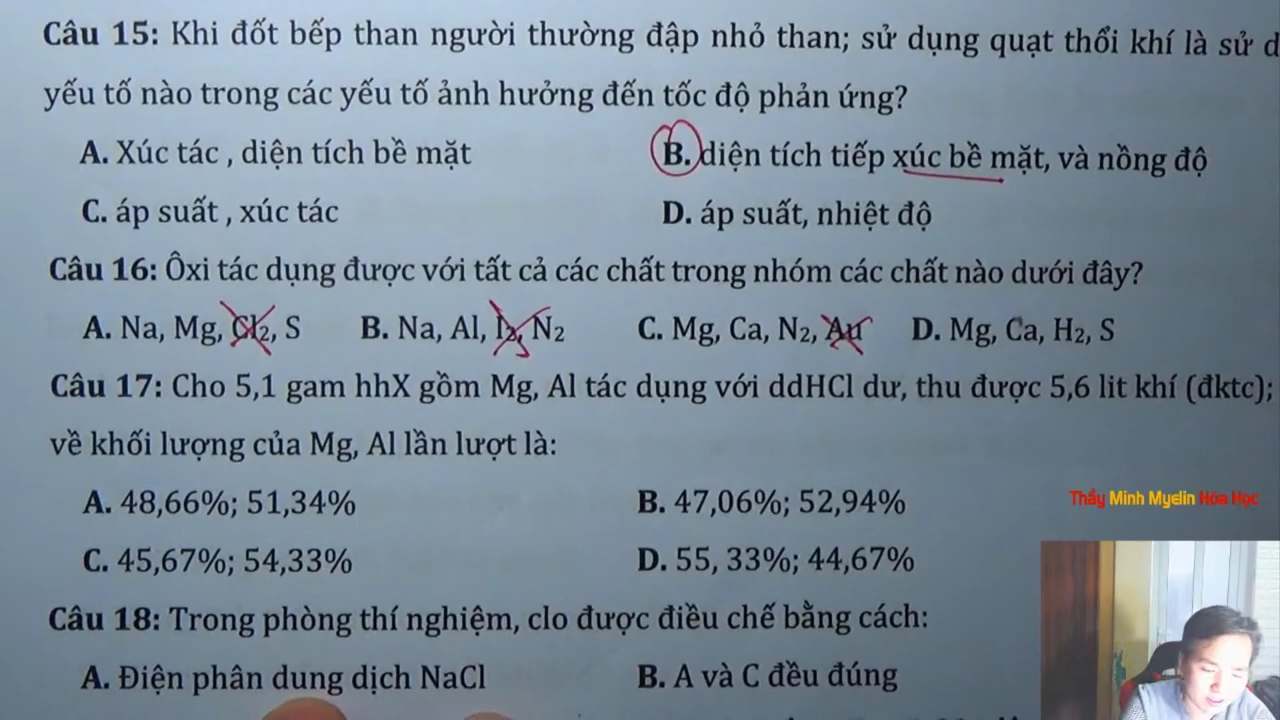 Câu 15: Khi đốt bếp than người thường đập nhỏ than; sử dụng quạt thổi khí là sử
yếu tố nào trong các yếu tố ảnh hưởng đến tốc độ phản ứng?
A. Xúc tác , diện tích bề mặt B. diện tích tiếp xúc bề mặt, và nồng độ
C. áp suất , xúc tác D. áp suất, nhiệt độ
Câu 16: Ôxi tác dụng được với tất cả các chất trong nhóm các chất nào dưới đây?
A. Na, Mg, Cl₂, S B. Na, Al, I₂, N₂ C. Mg, Ca, N₂, Au D. Mg, Ca, H₂, S
Câu 17: Cho 5,1 gam hhX gồm Mg, Al tác dụng với ddHCl dư, thu được 5,6 lit khí (đktc);
về khối lượng của Mg, Al lần lượt là:
A. 48,66%; 51,34% B. 47,06%; 52,94%
Thầy Minh Myelin Hóa Học
C. 45,67%; 54,33% D. 55, 33%; 44,67%
Câu 18: Trong phòng thí nghiệm, clo được điều chế bằng cách:
A. Điện phân dung dịch NaCl B. A và C đều đúng